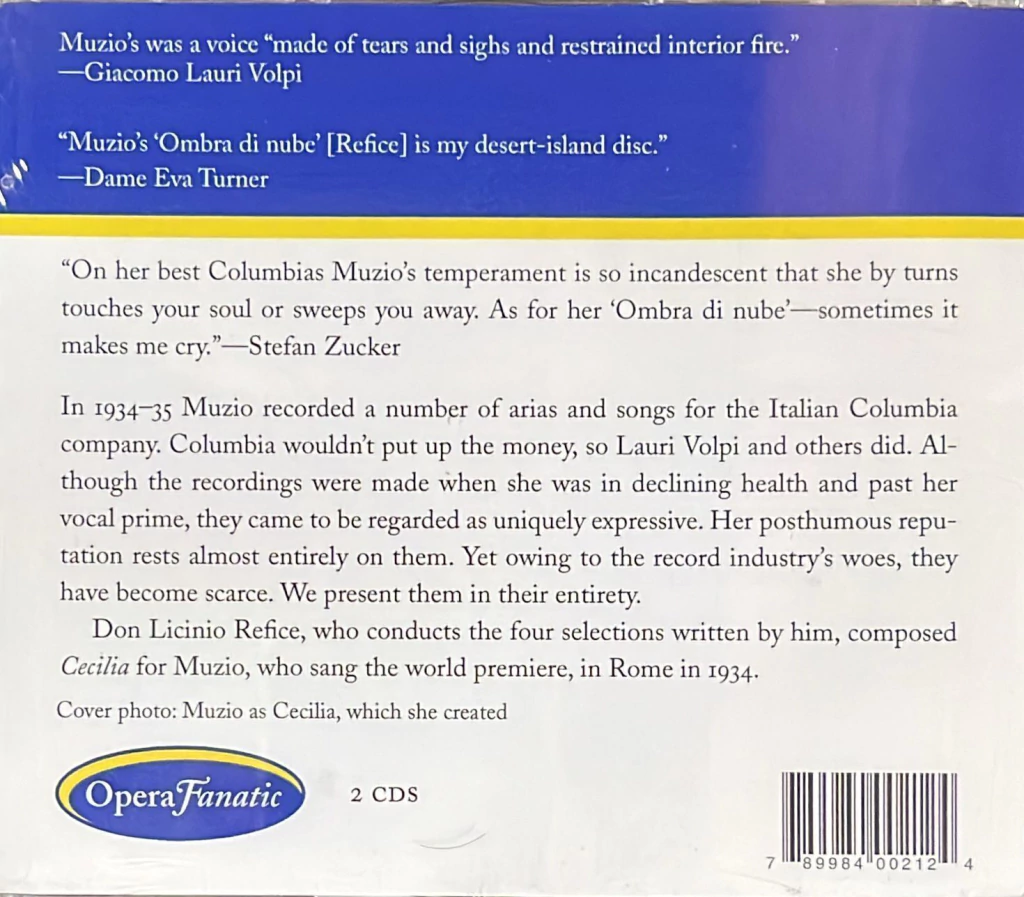 Muzio's was a voice “made of tears and sighs and restrained interior fire.”
—Giacomo Lauri Volpi
“Muzio's ‘Ombra di nube’ [Refice] is my desert-island disc.”
—Dame Eva Turner
“On her best Columbias Muzio's temperament is so incandescent that she by turns
touches your soul or sweeps you away. As for her ‘Ombra di nube’—sometimes it
makes me cry.”—Stefan Zucker
In 1934–35 Muzio recorded a number of arias and songs for the Italian Columbia
company. Columbia wouldn't put up the money, so Lauri Volpi and others did. Al-
though the recordings were made when she was in declining health and past her
vocal prime, they came to be regarded as uniquely expressive. Her posthumous repu-
tation rests almost entirely on them. Yet owing to the record industry's woes, they
have become scarce. We present them in their entirety.
Don Licinio Refice, who conducts the four selections written by him, composed
Cecilia for Muzio, who sang the world premiere, in Rome in 1934.
Cover photo: Muzio as Cecilia, which she created
Opera Fanatic
2 CDS
7 89984 00212 4